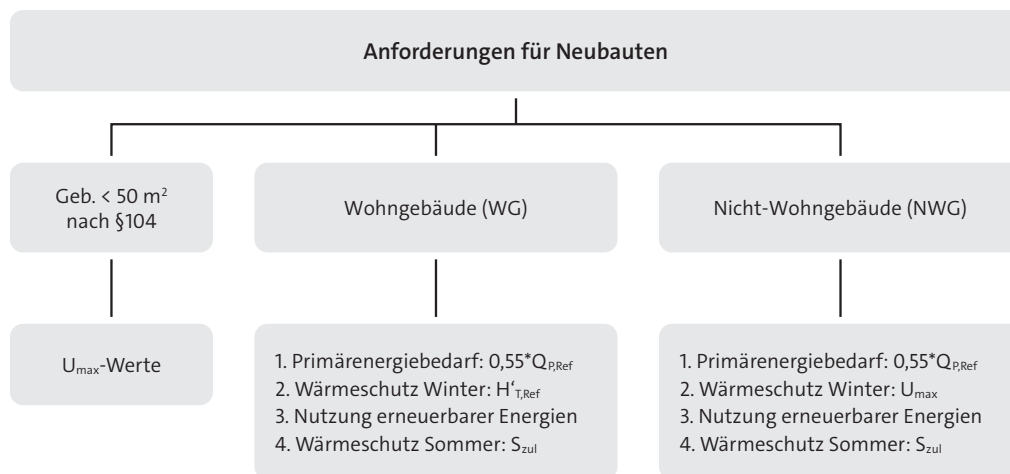 Anforderungen für Neubauten
Geb. < 50 m²
nach §104
Wohngebäude (WG)
Nicht-Wohngebäude (NWG)
Umax-Werte
1. Primärenergiebedarf: 0,55*QP,Ref
2. Wärmeschutz Winter: H‘T,Ref
3. Nutzung erneuerbarer Energien
4. Wärmeschutz Sommer: Szul
1. Primärenergiebedarf: 0,55*QP,Ref
2. Wärmeschutz Winter: Umax
3. Nutzung erneuerbarer Energien
4. Wärmeschutz Sommer: Szul